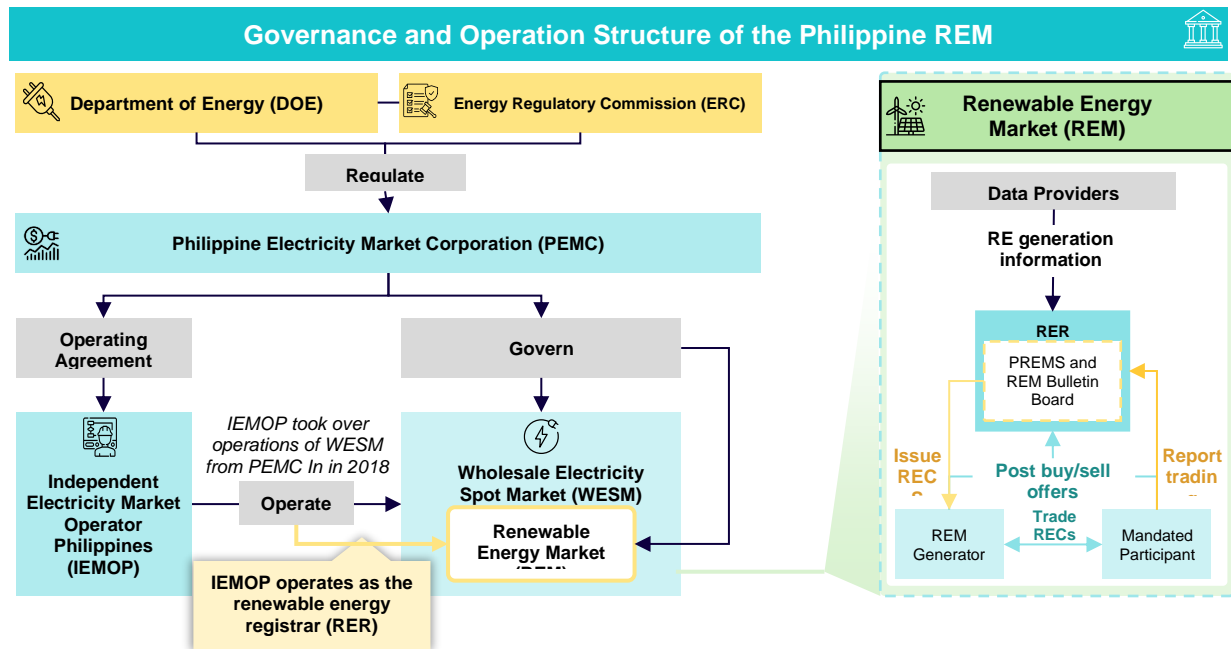 Governance and Operation Structure of the Philippine REM
Department of Energy (DOE)
Energy Regulatory Commission (ERC)
Regulate
Philippine Electricity Market Corporation (PEMC)
Operating
Agreement
Govern
Independent
Electricity Market
Operator
Philippines
(IEMOP)
IEMOP took over
operations of WESM
from PEMC In in 2018
Operate
Wholesale Electricity
Spot Market (WESM)
Renewable
Energy Market
(REM)
IEMOP operates as the
renewable energy
registrar (RER)
Renewable Energy
Market (REM)
Data Providers
RE generation
information
RER
PREMS and
REM Bulletin
Board
Issue
REC
Post buy/sell
offers
Report
tradin
Trade
RECs
REM
Generator
Mandated
Participant